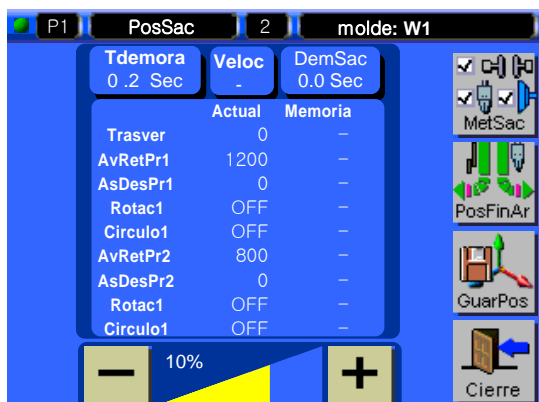 P1 PosSac 2 molde: W1
Tdemora Veloc DemSac
0 .2 Sec - 0.0 Sec
Actual Memoria
Trasver 0 –
AvRetPr1 1200 –
AsDesPr1 0 –
Rotac1 OFF –
Circulo1 OFF –
AvRetPr2 800 –
AsDesPr2 0 –
Rotac1 OFF –
Circulo1 OFF –
10%
MetSac
PosFinAr
GuarPos
Cierre